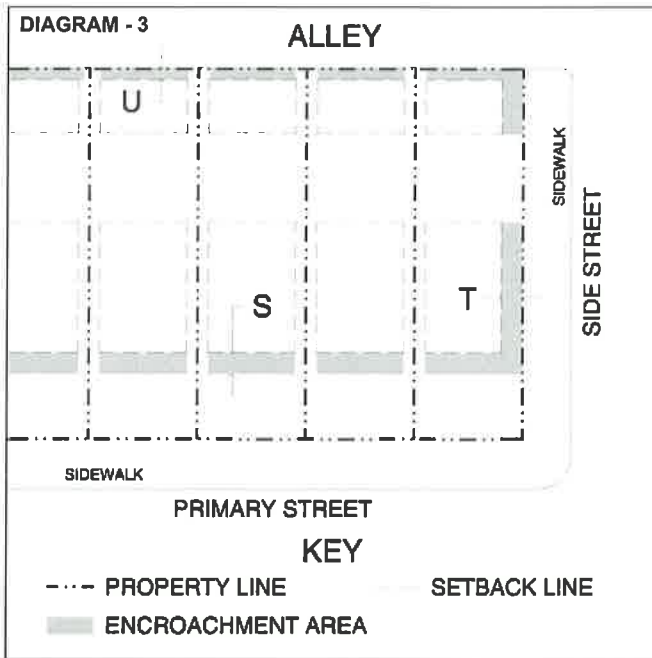 DIAGRAM - 3
ALLEY
U
SIDEWALK
SIDE STREET
S
T
SIDEWALK
PRIMARY STREET
KEY
PROPERTY LINE
SETBACK LINE
ENCROACHMENT AREA